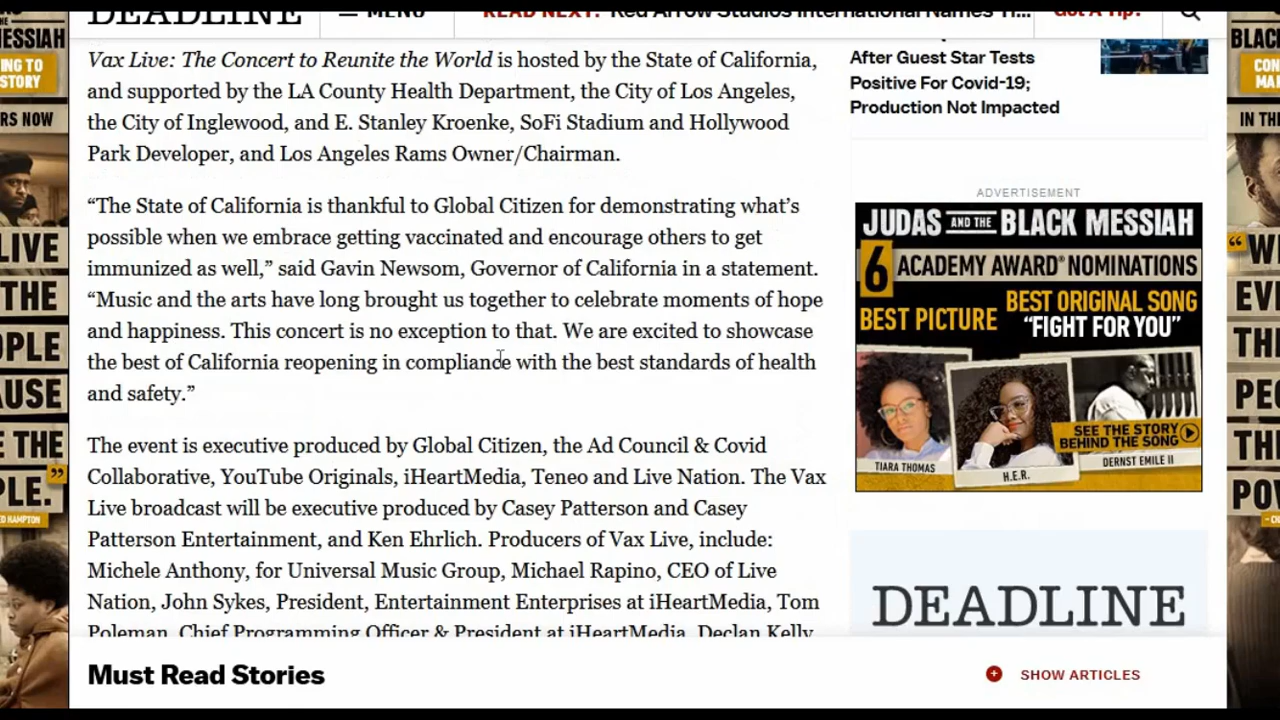 DEADLINE
MENU
READ NEXT:
After Guest Star Tests
Positive For Covid-19;
Production Not Impacted
Vax Live: The Concert to Reunite the World is hosted by the State of California,
and supported by the LA County Health Department, the City of Los Angeles,
the City of Inglewood, and E. Stanley Kroenke, SoFi Stadium and Hollywood
Park Developer, and Los Angeles Rams Owner/Chairman.
“The State of California is thankful to Global Citizen for demonstrating what’s
possible when we embrace getting vaccinated and encourage others to get
immunized as well,” said Gavin Newsom, Governor of California in a statement.
“Music and the arts have long brought us together to celebrate moments of hope
and happiness. This concert is no exception to that. We are excited to showcase
the best of California reopening in compliance with the best standards of health
and safety.”
The event is executive produced by Global Citizen, the Ad Council & Covid
Collaborative, YouTube Originals, iHeartMedia, Teneo and Live Nation. The Vax
Live broadcast will be executive produced by Casey Patterson and Casey
Patterson Entertainment, and Ken Ehrlich. Producers of Vax Live, include:
Michele Anthony, for Universal Music Group, Michael Rapino, CEO of Live
Nation, John Sykes, President, Entertainment Enterprises at iHeartMedia, Tom
Poleman, Chief Programming Officer & President at iHeartMedia, Declan Kelly,
ADVERTISEMENT
JUDAS AND THE BLACK MESSIAH
6 ACADEMY AWARD® NOMINATIONS
BEST PICTURE
BEST ORIGINAL SONG
“FIGHT FOR YOU”
SEE THE STORY
BEHIND THE SONG
TIARA THOMAS
H.E.R.
DERNST EMILE II
DEADLINE
Must Read Stories
SHOW ARTICLES